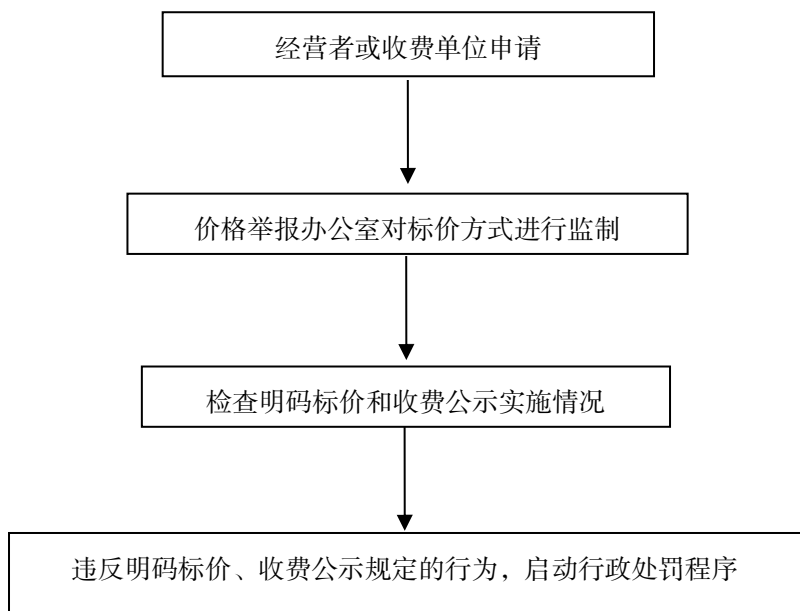 经营者或收费单位申请
价格举报办公室对标价方式进行监制
检查明码标价和收费公示实施情况
违反明码标价、收费公示规定的行为，启动行政处罚程序